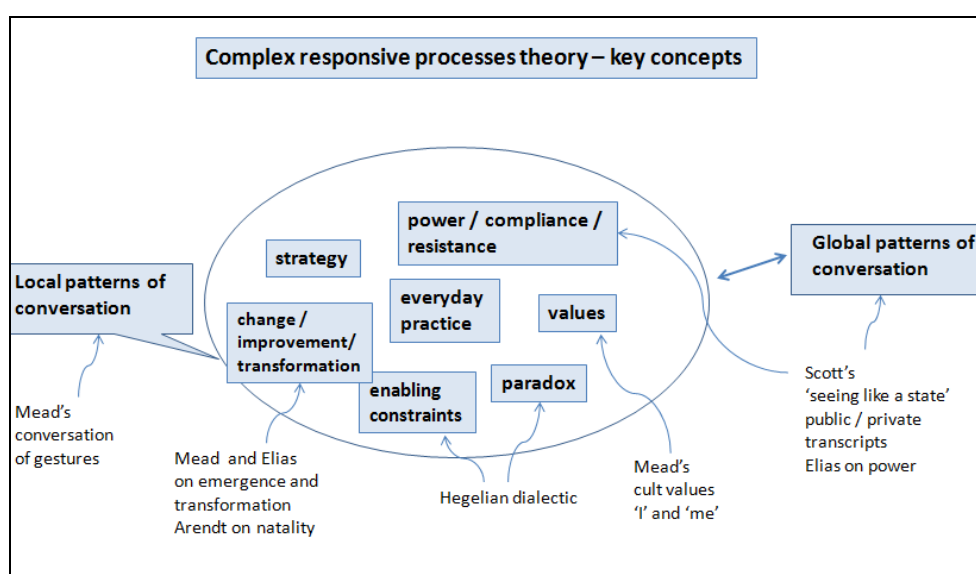 Complex responsive processes theory – key concepts
power / compliance /
resistance
strategy
Global patterns of
conversation
Local patterns of
conversation
everyday
practice
values
change /
improvement/
transformation
enabling
constraints
paradox
Mead's
conversation
of gestures
Mead and Elias
on emergence and
transformation
Arendt on natality
Hegelian dialectic
Mead's
cult values
'I' and 'me'
Scott's
'seeing like a state'
public / private
transcripts
Elias on power